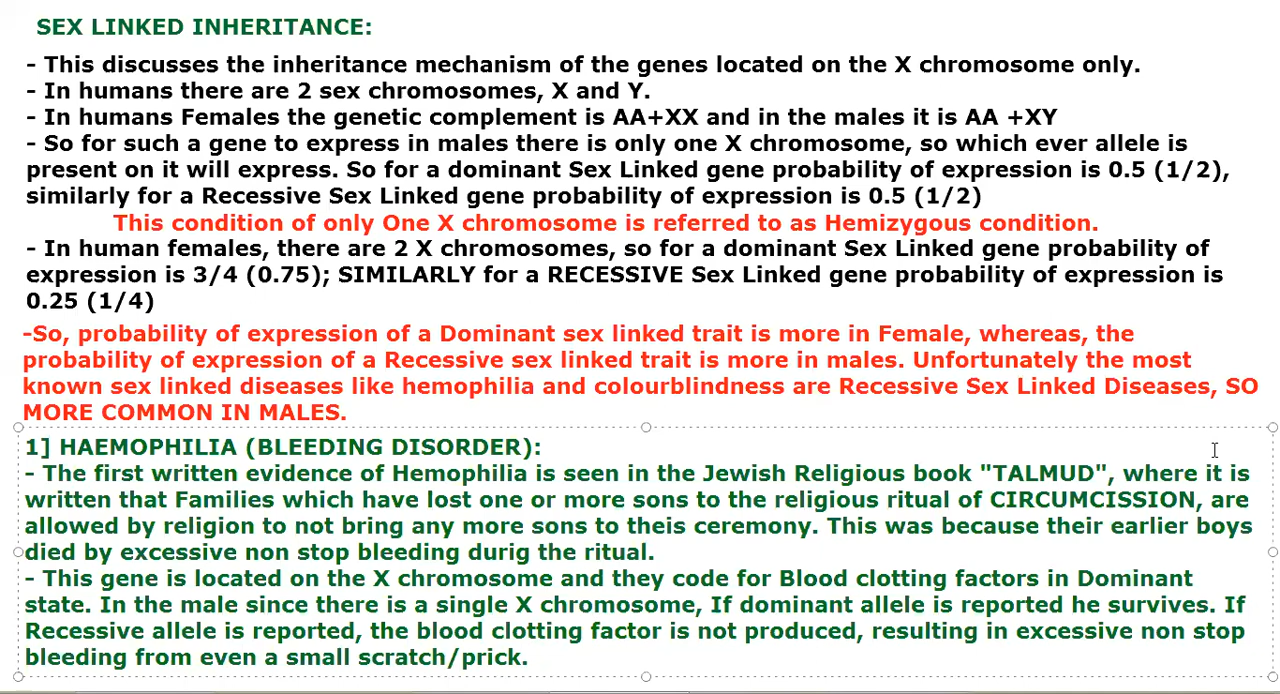 SEX LINKED INHERITANCE:
- This discusses the inheritance mechanism of the genes located on the X chromosome only.
- In humans there are 2 sex chromosomes, X and Y.
- In humans Females the genetic complement is AA+XX and in the males it is AA +XY
- So for such a gene to express in males there is only one X chromosome, so which ever allele is
present on it will express. So for a dominant Sex Linked gene probability of expression is 0.5 (1/2),
similarly for a Recessive Sex Linked gene probability of expression is 0.5 (1/2)
This condition of only One X chromosome is referred to as Hemizygous condition.
- In human females, there are 2 X chromosomes, so for a dominant Sex Linked gene probability of
expression is 3/4 (0.75); SIMILARLY for a RECESSIVE Sex Linked gene probability of expression is
0.25 (1/4)
-So, probability of expression of a Dominant sex linked trait is more in Female, whereas, the
probability of expression of a Recessive sex linked trait is more in males. Unfortunately the most
known sex linked diseases like hemophilia and colourblindness are Recessive Sex Linked Diseases, SO
MORE COMMON IN MALES.
1] HAEMOPHILIA (BLEEDING DISORDER):
- The first written evidence of Hemophilia is seen in the Jewish Religious book "TALMUD", where it is
written that Families which have lost one or more sons to the religious ritual of CIRCUMCISSION, are
allowed by religion to not bring any more sons to theis ceremony. This was because their earlier boys
died by excessive non stop bleeding durig the ritual.
- This gene is located on the X chromosome and they code for Blood clotting factors in Dominant
state. In the male since there is a single X chromosome, If dominant allele is reported he survives. If
Recessive allele is reported, the blood clotting factor is not produced, resulting in excessive non stop
bleeding from even a small scratch/prick.